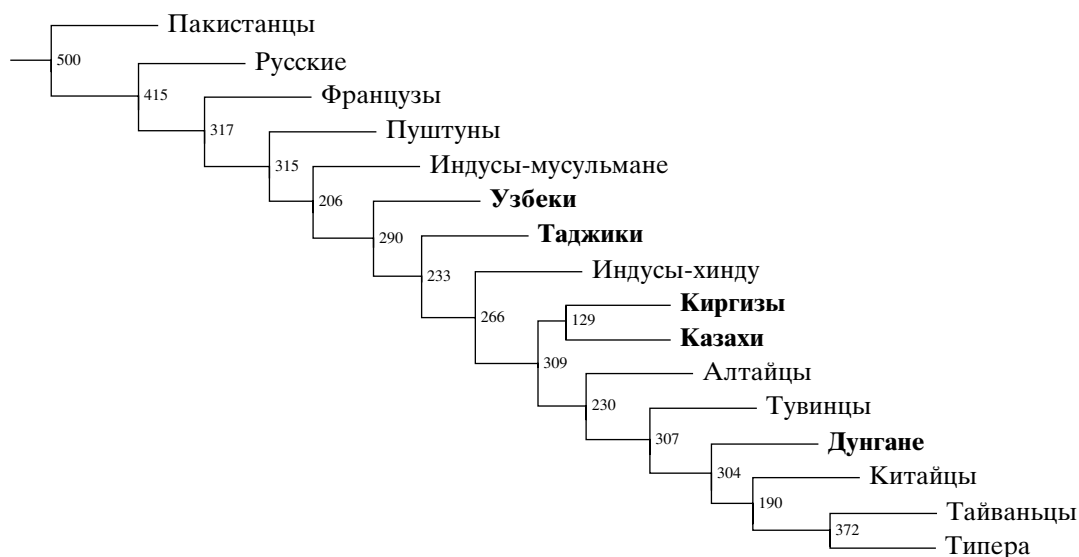 Пакистанцы
500
Русские
415
Французы
317
Пуштуны
315
Индусы-мусульмане
206
Узбеки
290
Таджики
233
Индусы-хинду
266
Киргизы
129
Казахи
309
Алтайцы
230
Тувинцы
307
Дунгане
304
Китайцы
190
Тайваньцы
372
Типера